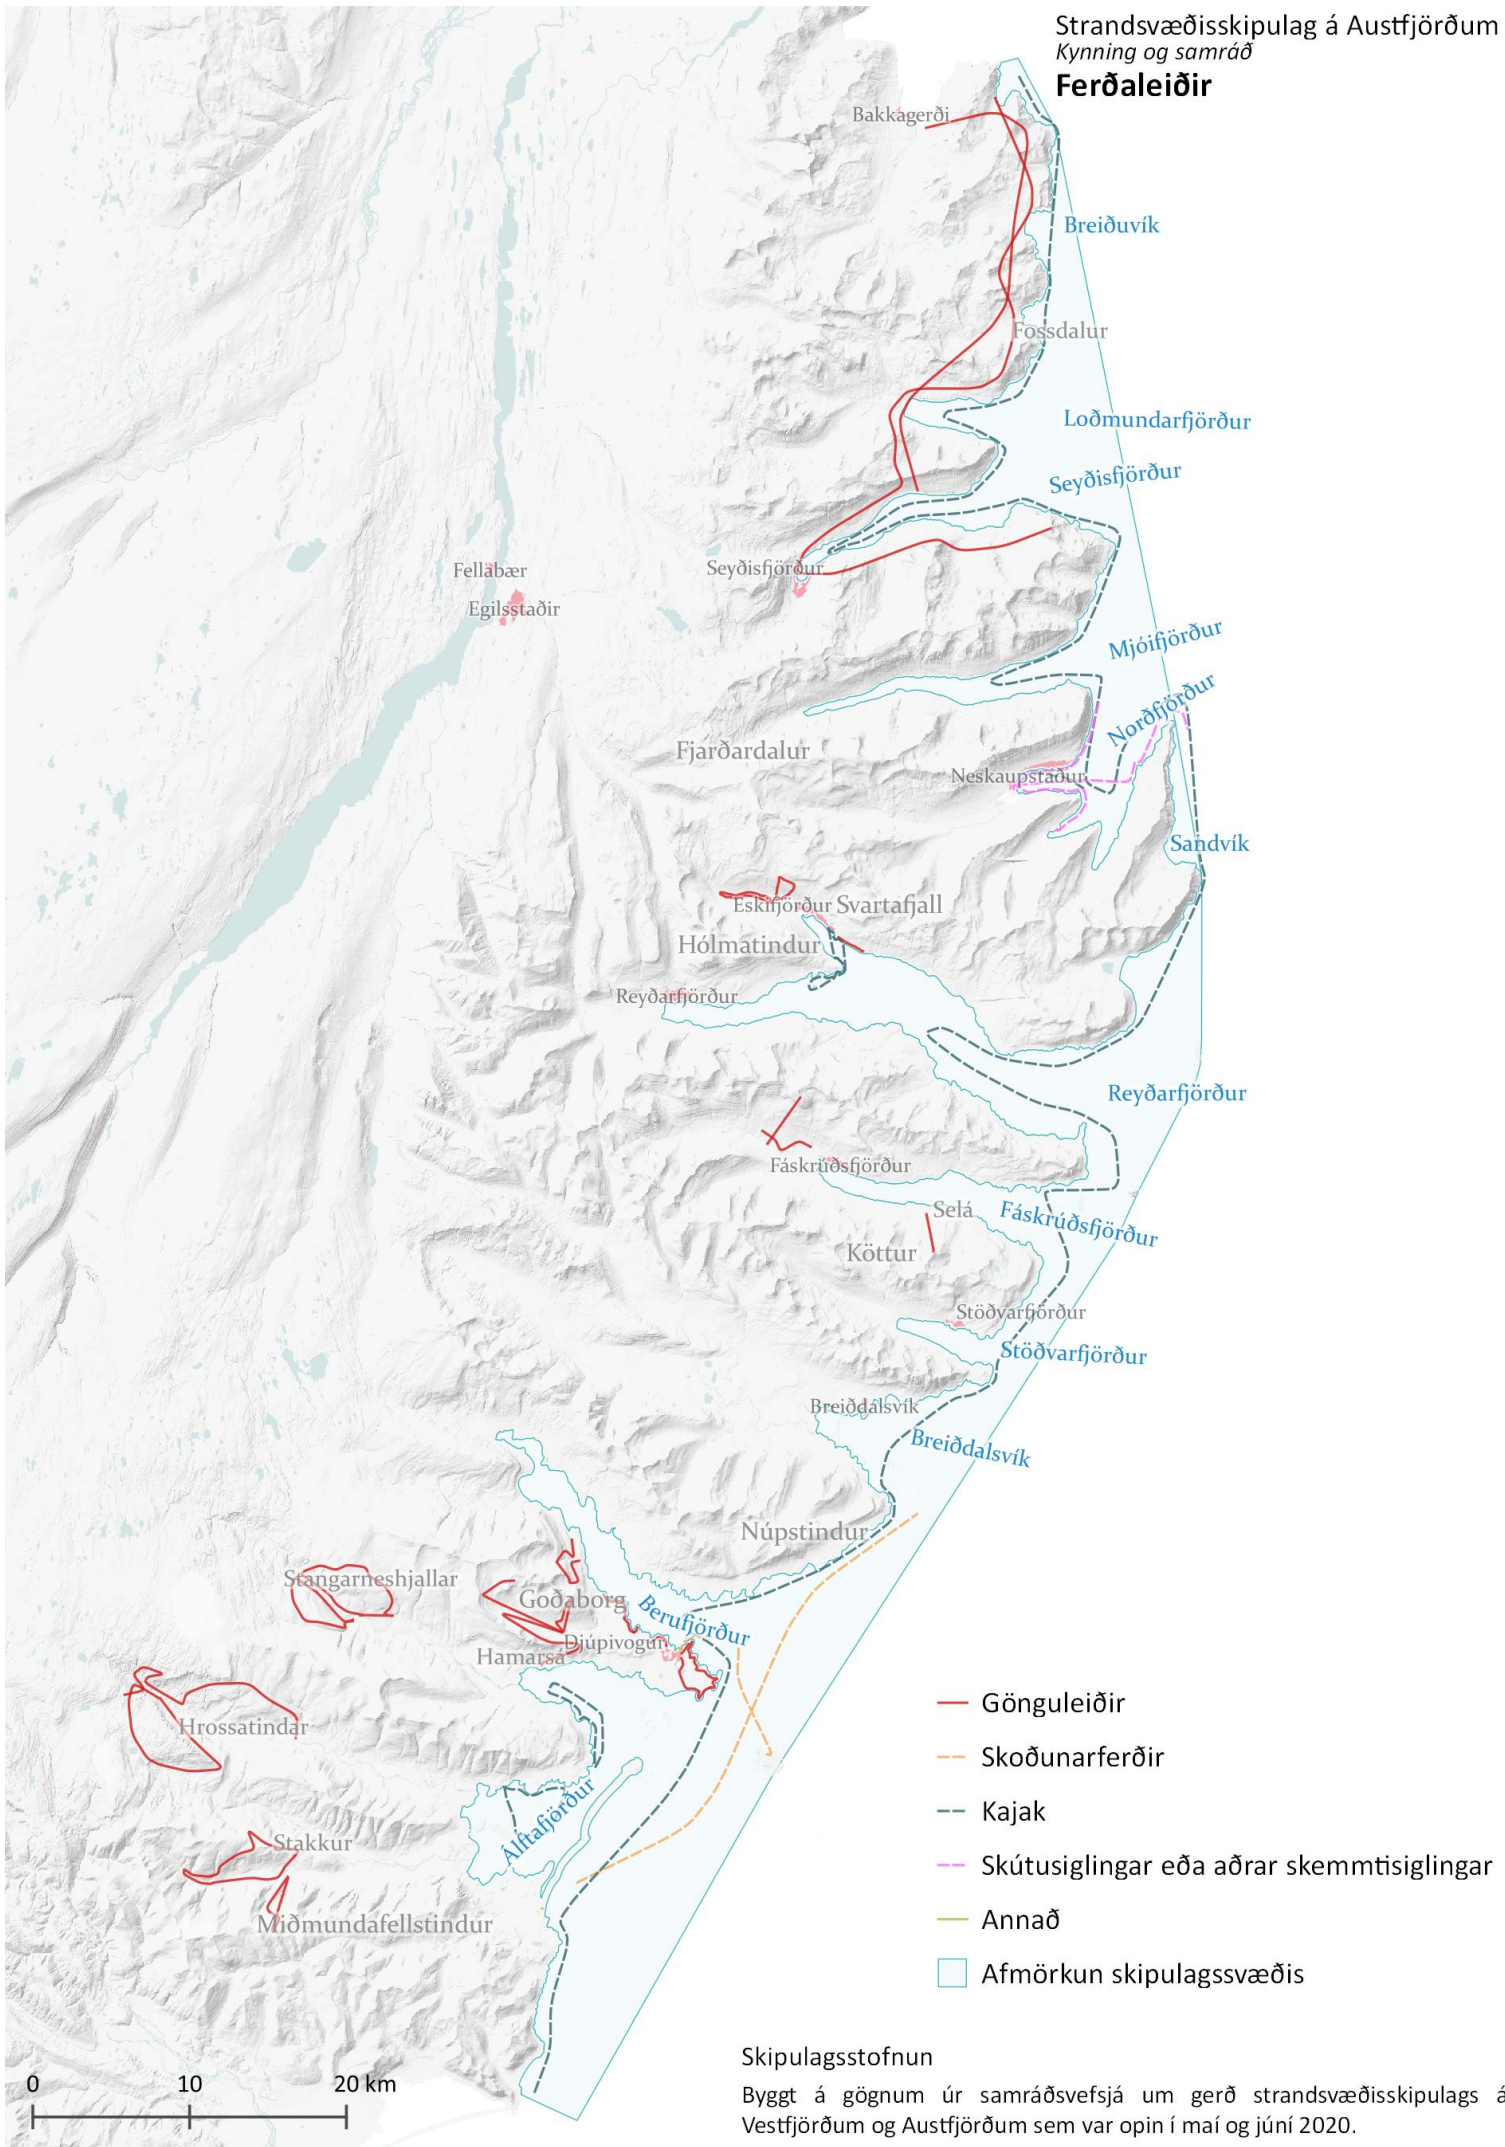 Strandsvæðisskipulag á Austfjörðum
Kynning og samráð
Ferðaleiðir
Bakkagerði
Breiðuvík
Fossdalur
Loðmundarfjörður
Seyðisfjörður
Seyðisfjörður
Fellabær
Egilsstaðir
Mjóifjörður
Norðfjörður
Fjarðardalur
Neskaupstaður
Sandvík
Eskifjörður
Svartafjall
Hólmatindur
Reyðarfjörður
Reyðarfjörður
Fáskrúðsfjörður
Selá
Fáskrúðsfjörður
Köttur
Stöðvarfjörður
Stöðvarfjörður
Breiðdalsvík
Breiðdalsvík
Núpstindur
Stangarneshjallar
Goðaborg
Berufjörður
Djúpivogur
Hamarsá
Hrossatindar
Álftafjörður
Stakkur
Miðmundafellstindur
Gönguleiðir
Skoðunarferðir
Kajak
Skútusiglingar eða aðrar skemmtisiglingar
Annað
Afmörkun skipulagssvæðis
0 10 20 km
Skipulagsstofnun
Byggt á gögnum úr samráðsvefsjá um gerð strandsvæðisskipulags á
Vestfjörðum og Austfjörðum sem var opin í maí og júní 2020.